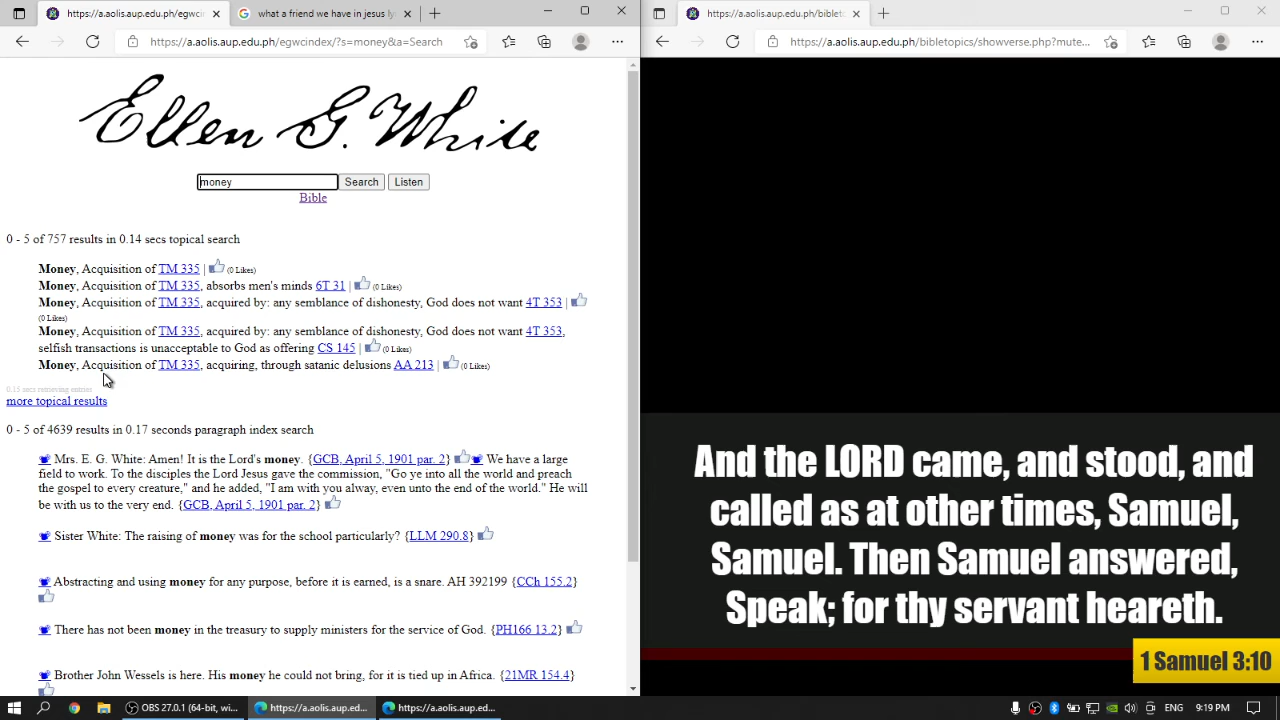 https://a.aolis.aup.edu.ph/egwcin
what a friend we have in jesus ly
https://a.aolis.aup.edu.ph/egwcindex/?s=money&a=Search
Ellen G. White
money
Search
Listen
Bible
0 - 5 of 757 results in 0.14 secs topical search
Money, Acquisition of TM 335 | (0 Likes)
Money, Acquisition of TM 335, absorbs men's minds 6T 31 | (0 Likes)
Money, Acquisition of TM 335, acquired by: any semblance of dishonesty, God does not want 4T 353 |
(0 Likes)
Money, Acquisition of TM 335, acquired by: any semblance of dishonesty, God does not want 4T 353,
selfish transactions is unacceptable to God as offering CS 145 | (0 Likes)
Money, Acquisition of TM 335, acquiring, through satanic delusions AA 213 | (0 Likes)
0.15 secs retrieving entries
more topical results
0 - 5 of 4639 results in 0.17 seconds paragraph index search
Mrs. E. G. White: Amen! It is the Lord's money. {GCB, April 5, 1901 par. 2} We have a large
field to work. To the disciples the Lord Jesus gave the commission, "Go ye into all the world and preach
the gospel to every creature," and he added, "I am with you alway, even unto the end of the world." He will
be with us to the very end. {GCB, April 5, 1901 par. 2}
Sister White: The raising of money was for the school particularly? {LLM 290.8}
Abstracting and using money for any purpose, before it is earned, is a snare. AH 392199 {CCh 155.2}
There has not been money in the treasury to supply ministers for the service of God. {PH166 13.2}
Brother John Wessels is here. His money he could not bring, for it is tied up in Africa. {21MR 154.4}
https://a.aolis.aup.edu.ph/biblet
https://a.aolis.aup.edu.ph/bibletopics/showverse.php?mute...
And the LORD came, and stood, and
called as at other times, Samuel,
Samuel. Then Samuel answered,
Speak; for thy servant heareth.
1 Samuel 3:10
OBS 27.0.1 (64-bit, wi...
https://a.aolis.aup.ed...
https://a.aolis.aup.ed...
ENG
9:19 PM